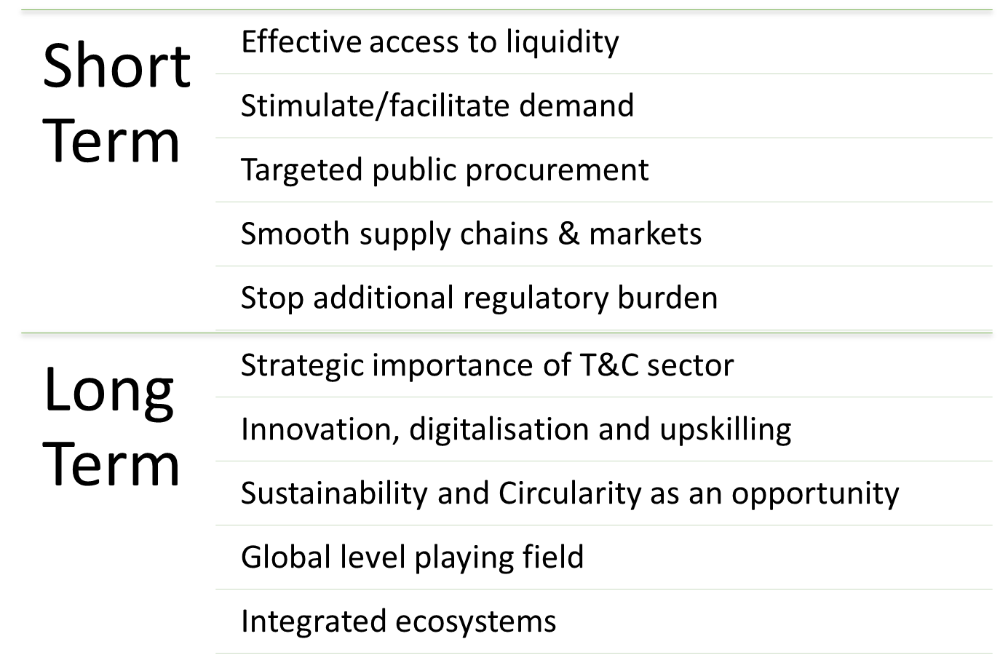 Short
Term
Effective access to liquidity
Stimulate/facilitate demand
Targeted public procurement
Smooth supply chains & markets
Stop additional regulatory burden
Long
Term
Strategic importance of T&C sector
Innovation, digitalisation and upskilling
Sustainability and Circularity as an opportunity
Global level playing field
Integrated ecosystems